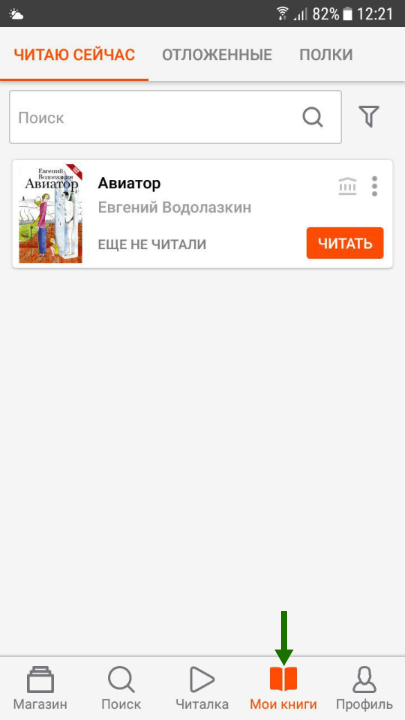 82% 12:21
ЧИТАЮ СЕЙЧАС ОТЛОЖЕННЫЕ ПОЛКИ
Поиск
Евгений
Водолазкин
Авиатор
Авиатор
Евгений Водолазкин
ЕЩЕ НЕ ЧИТАЛИ
ЧИТАТЬ
Магазин Поиск Читалка Мои книги Профиль